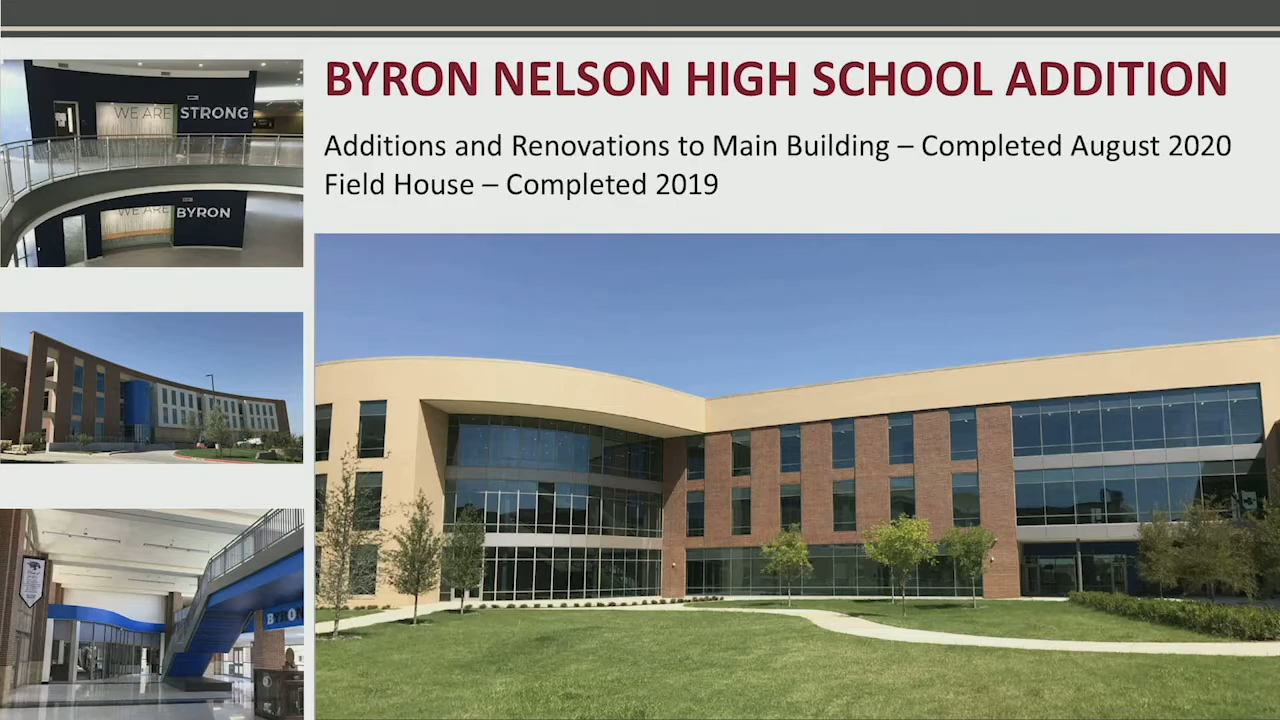 BYRON NELSON HIGH SCHOOL ADDITION
Additions and Renovations to Main Building – Completed August 2020
Field House – Completed 2019
WE ARE STRONG
WE ARE BYRON
BYRON